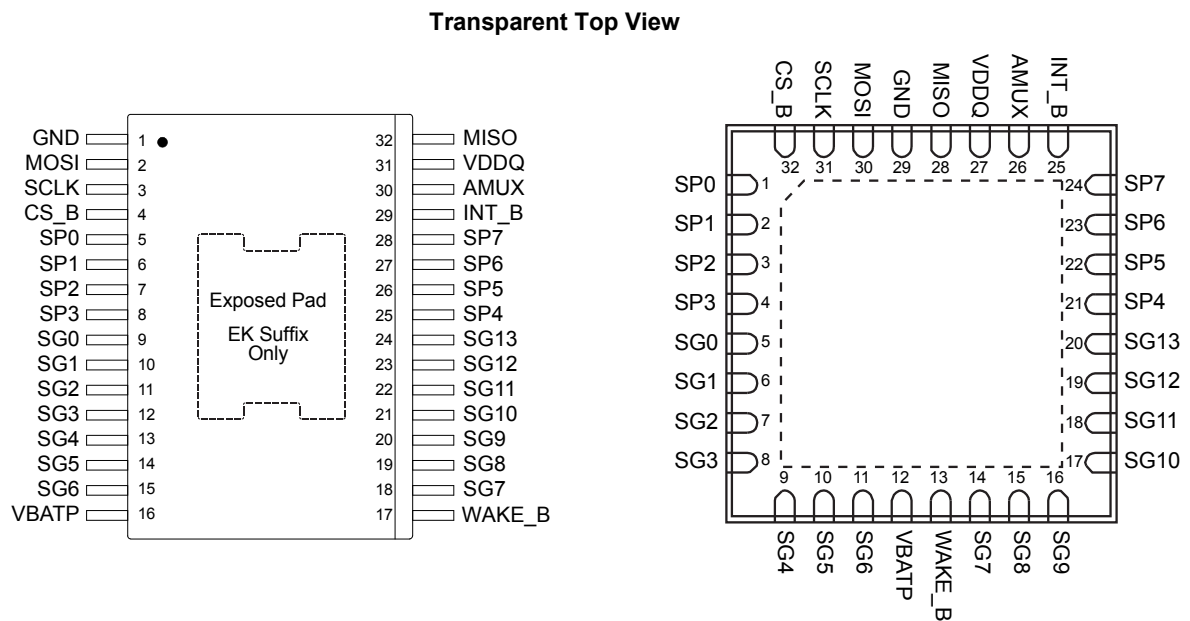 Transparent Top View
GND 1 32 MISO
MOSI 2 31 VDDQ
SCLK 3 30 AMUX
CS_B 4 29 INT_B
SP0 5 28 SP7
SP1 6 27 SP6
SP2 7 26 SP5
SP3 8 25 SP4
SG0 9 24 SG13
SG1 10 23 SG12
SG2 11 22 SG11
SG3 12 21 SG10
SG4 13 20 SG9
SG5 14 19 SG8
SG6 15 18 SG7
VBATP 16 17 WAKE_B
Exposed Pad
EK Suffix
Only
CS_B SCLK MOSI GND MISO VDDQ AMUX INT_B
32 31 30 29 28 27 26 25
SP0 1 24 SP7
SP1 2 23 SP6
SP2 3 22 SP5
SP3 4 21 SP4
SG0 5 20 SG13
SG1 6 19 SG12
SG2 7 18 SG11
SG3 8 17 SG10
9 10 11 12 13 14 15 16
SG4 SG5 SG6 VBATP WAKE_B SG7 SG8 SG9